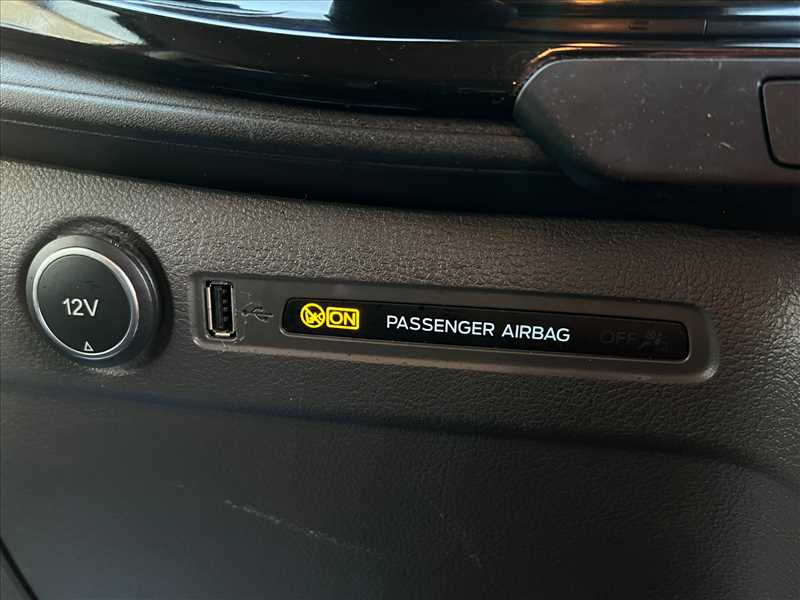 12V
ON PASSENGER AIRBAG OFF